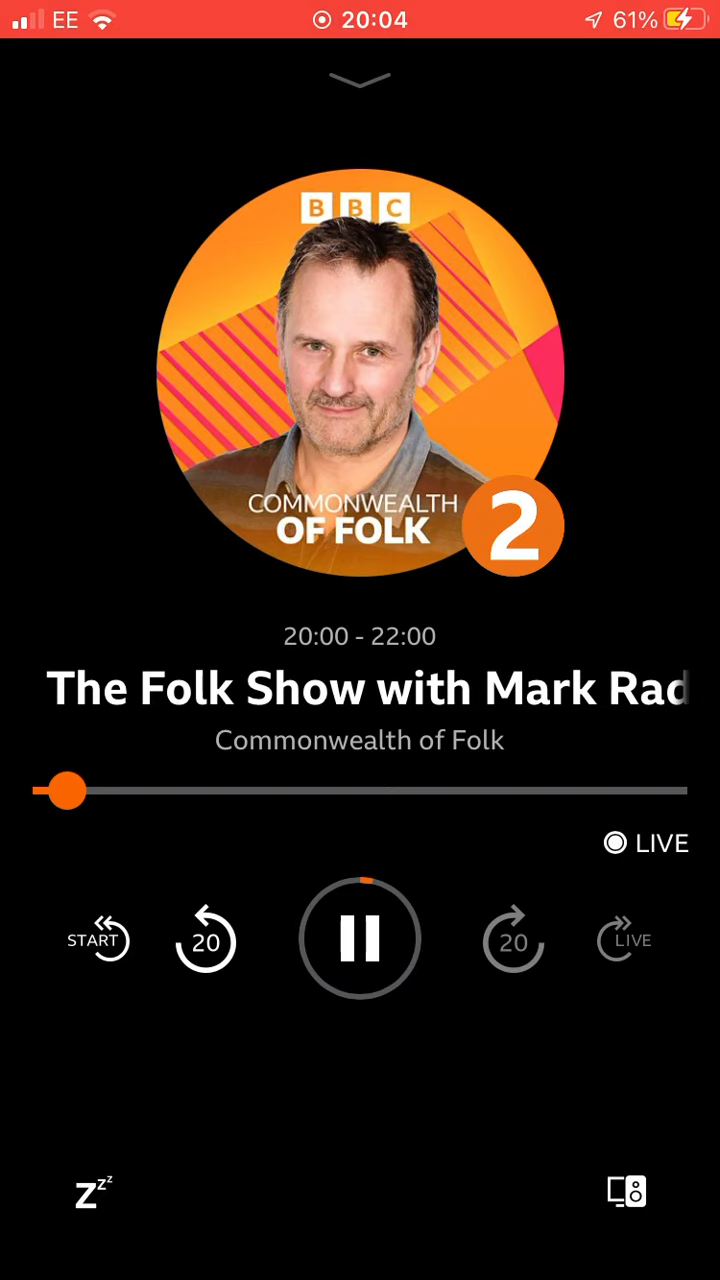 EE 20:04 61%
BBC
COMMONWEALTH
OF FOLK
2
20:00 - 22:00
The Folk Show with Mark Rad
Commonwealth of Folk
LIVE
START 20 20 LIVE
Zzz